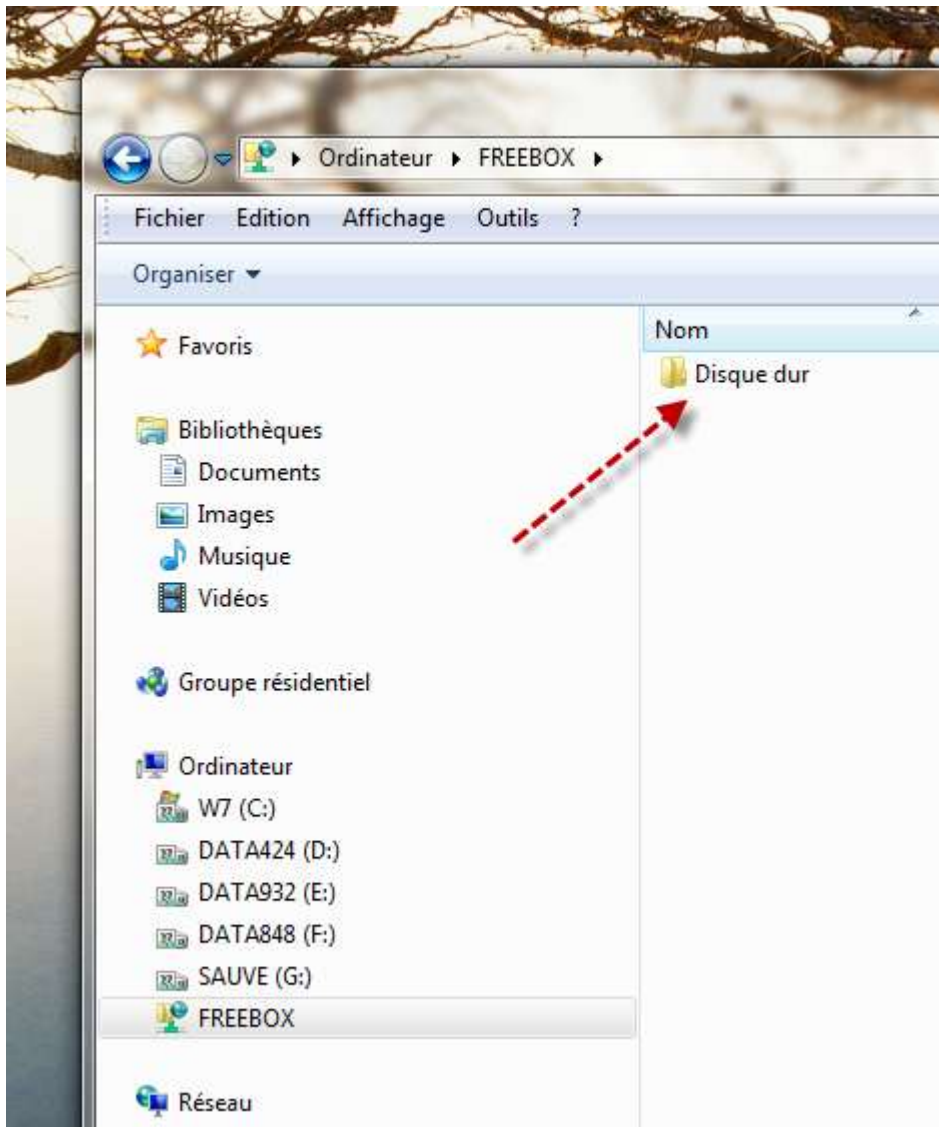 Ordinateur FREEBOX
Fichier Edition Affichage Outils ?
Organiser
Nom
Disque dur
Favoris
Bibliothèques
Documents
Images
Musique
Vidéos
Groupe résidentiel
Ordinateur
W7 (C:)
DATA424 (D:)
DATA932 (E:)
DATA848 (F:)
SAUVE (G:)
FREEBOX
Réseau